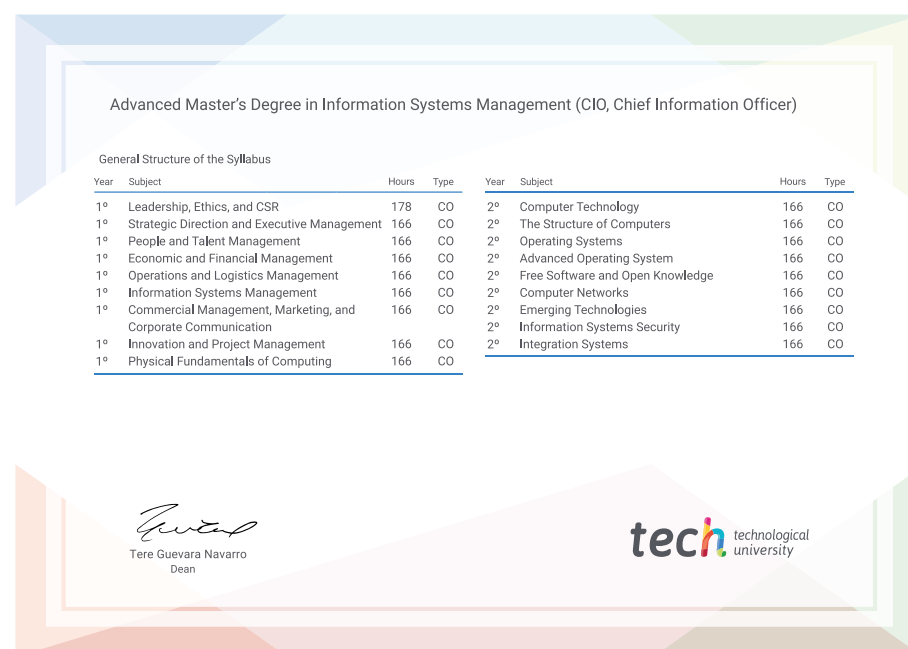 Advanced Master's Degree in Information Systems Management (CIO, Chief Information Officer)
General Structure of the Syllabus
Year Subject Hours Type
1º Leadership, Ethics, and CSR 178 CO
1º Strategic Direction and Executive Management 166 CO
1º People and Talent Management 166 CO
1º Economic and Financial Management 166 CO
1º Operations and Logistics Management 166 CO
1º Information Systems Management 166 CO
1º Commercial Management, Marketing, and 166 CO
Corporate Communication
1º Innovation and Project Management 166 CO
1º Physical Fundamentals of Computing 166 CO
Year Subject Hours Type
2º Computer Technology 166 CO
2º The Structure of Computers 166 CO
2º Operating Systems 166 CO
2º Advanced Operating System 166 CO
2º Free Software and Open Knowledge 166 CO
2º Computer Networks 166 CO
2º Emerging Technologies 166 CO
2º Information Systems Security 166 CO
2º Integration Systems 166 CO
Tere Guevara Navarro
Dean
tech technological
university